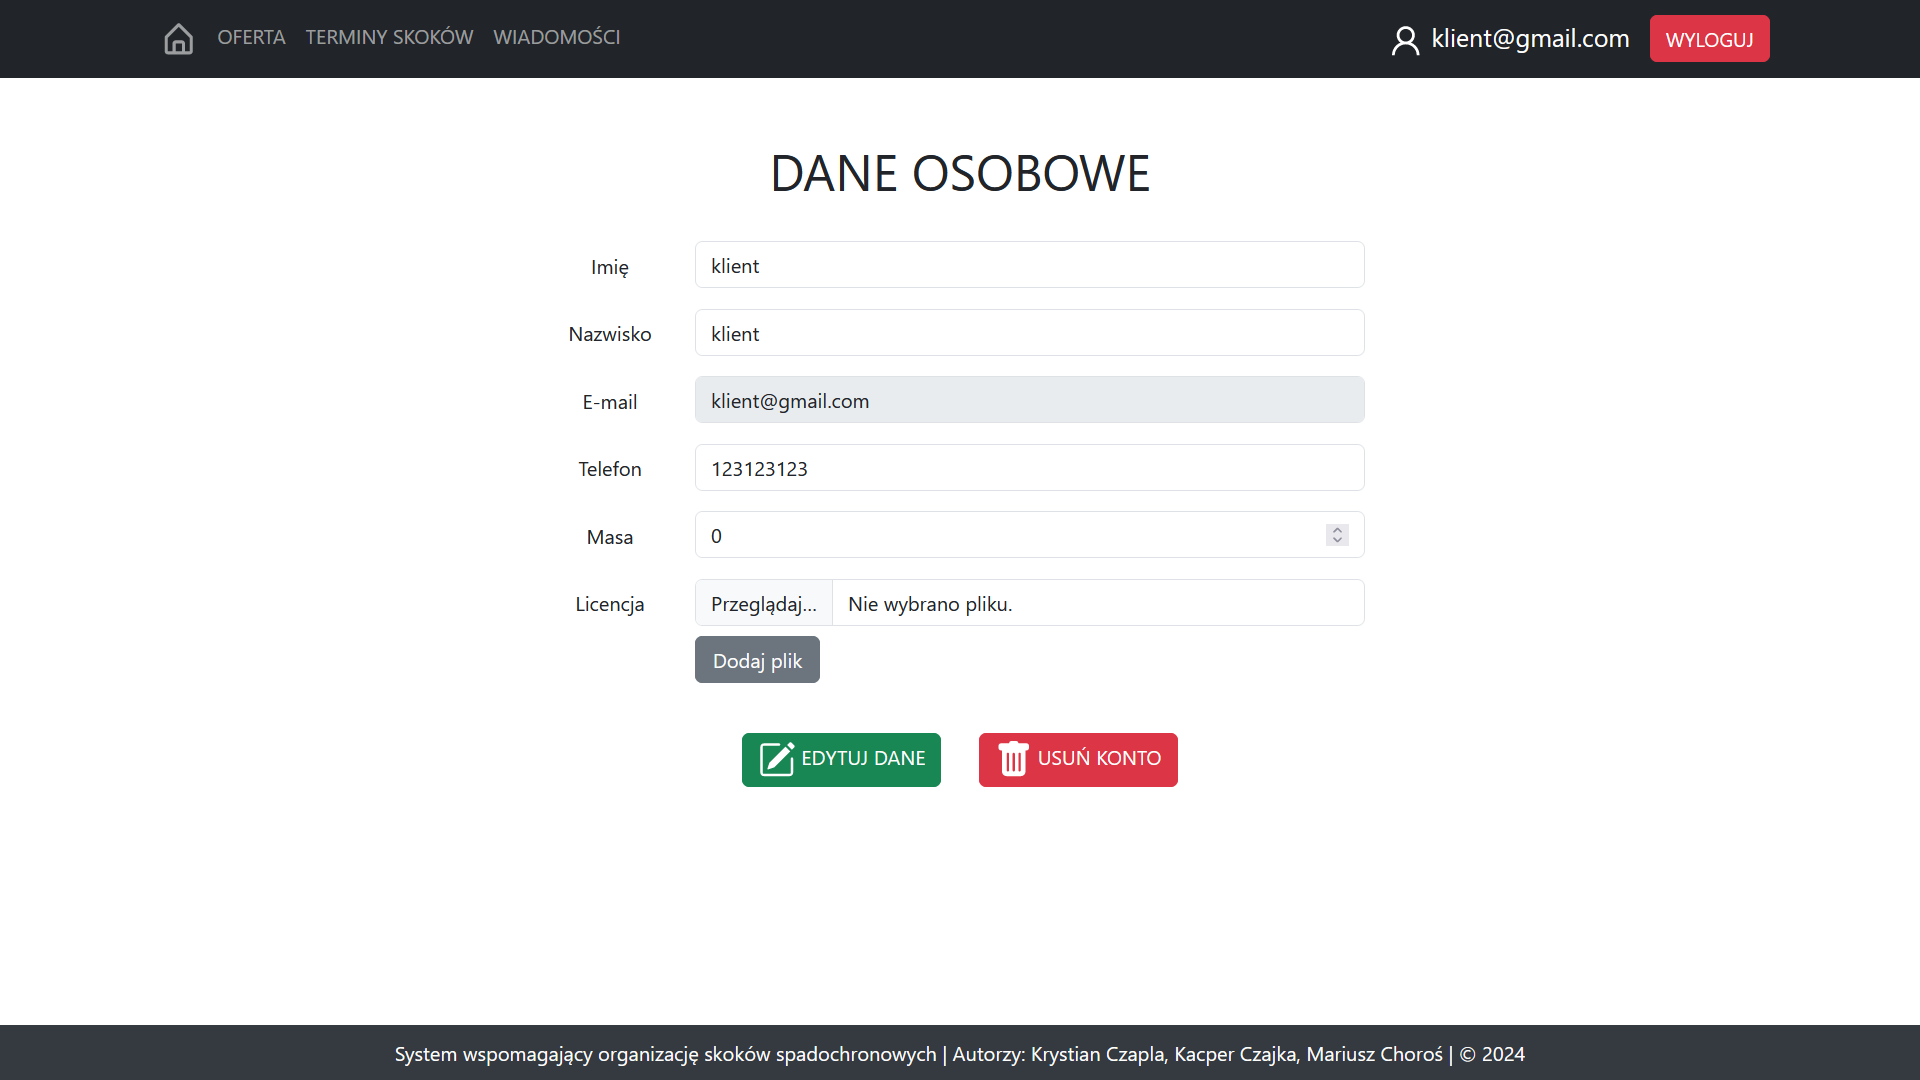 OFERTA TERMINY SKOKÓW WIADOMOŚCI klient@gmail.com WYLOGUJ
DANE OSOBOWE
Imię klient
Nazwisko klient
E-mail klient@gmail.com
Telefon 123123123
Masa 0
Licencja Przeglądaj... Nie wybrano pliku.
Dodaj plik
EDYTUJ DANE USUŃ KONTO
System wspomagający organizację skoków spadochronowych | Autorzy: Krystian Czapla, Kacper Czajka, Mariusz Choroś | © 2024